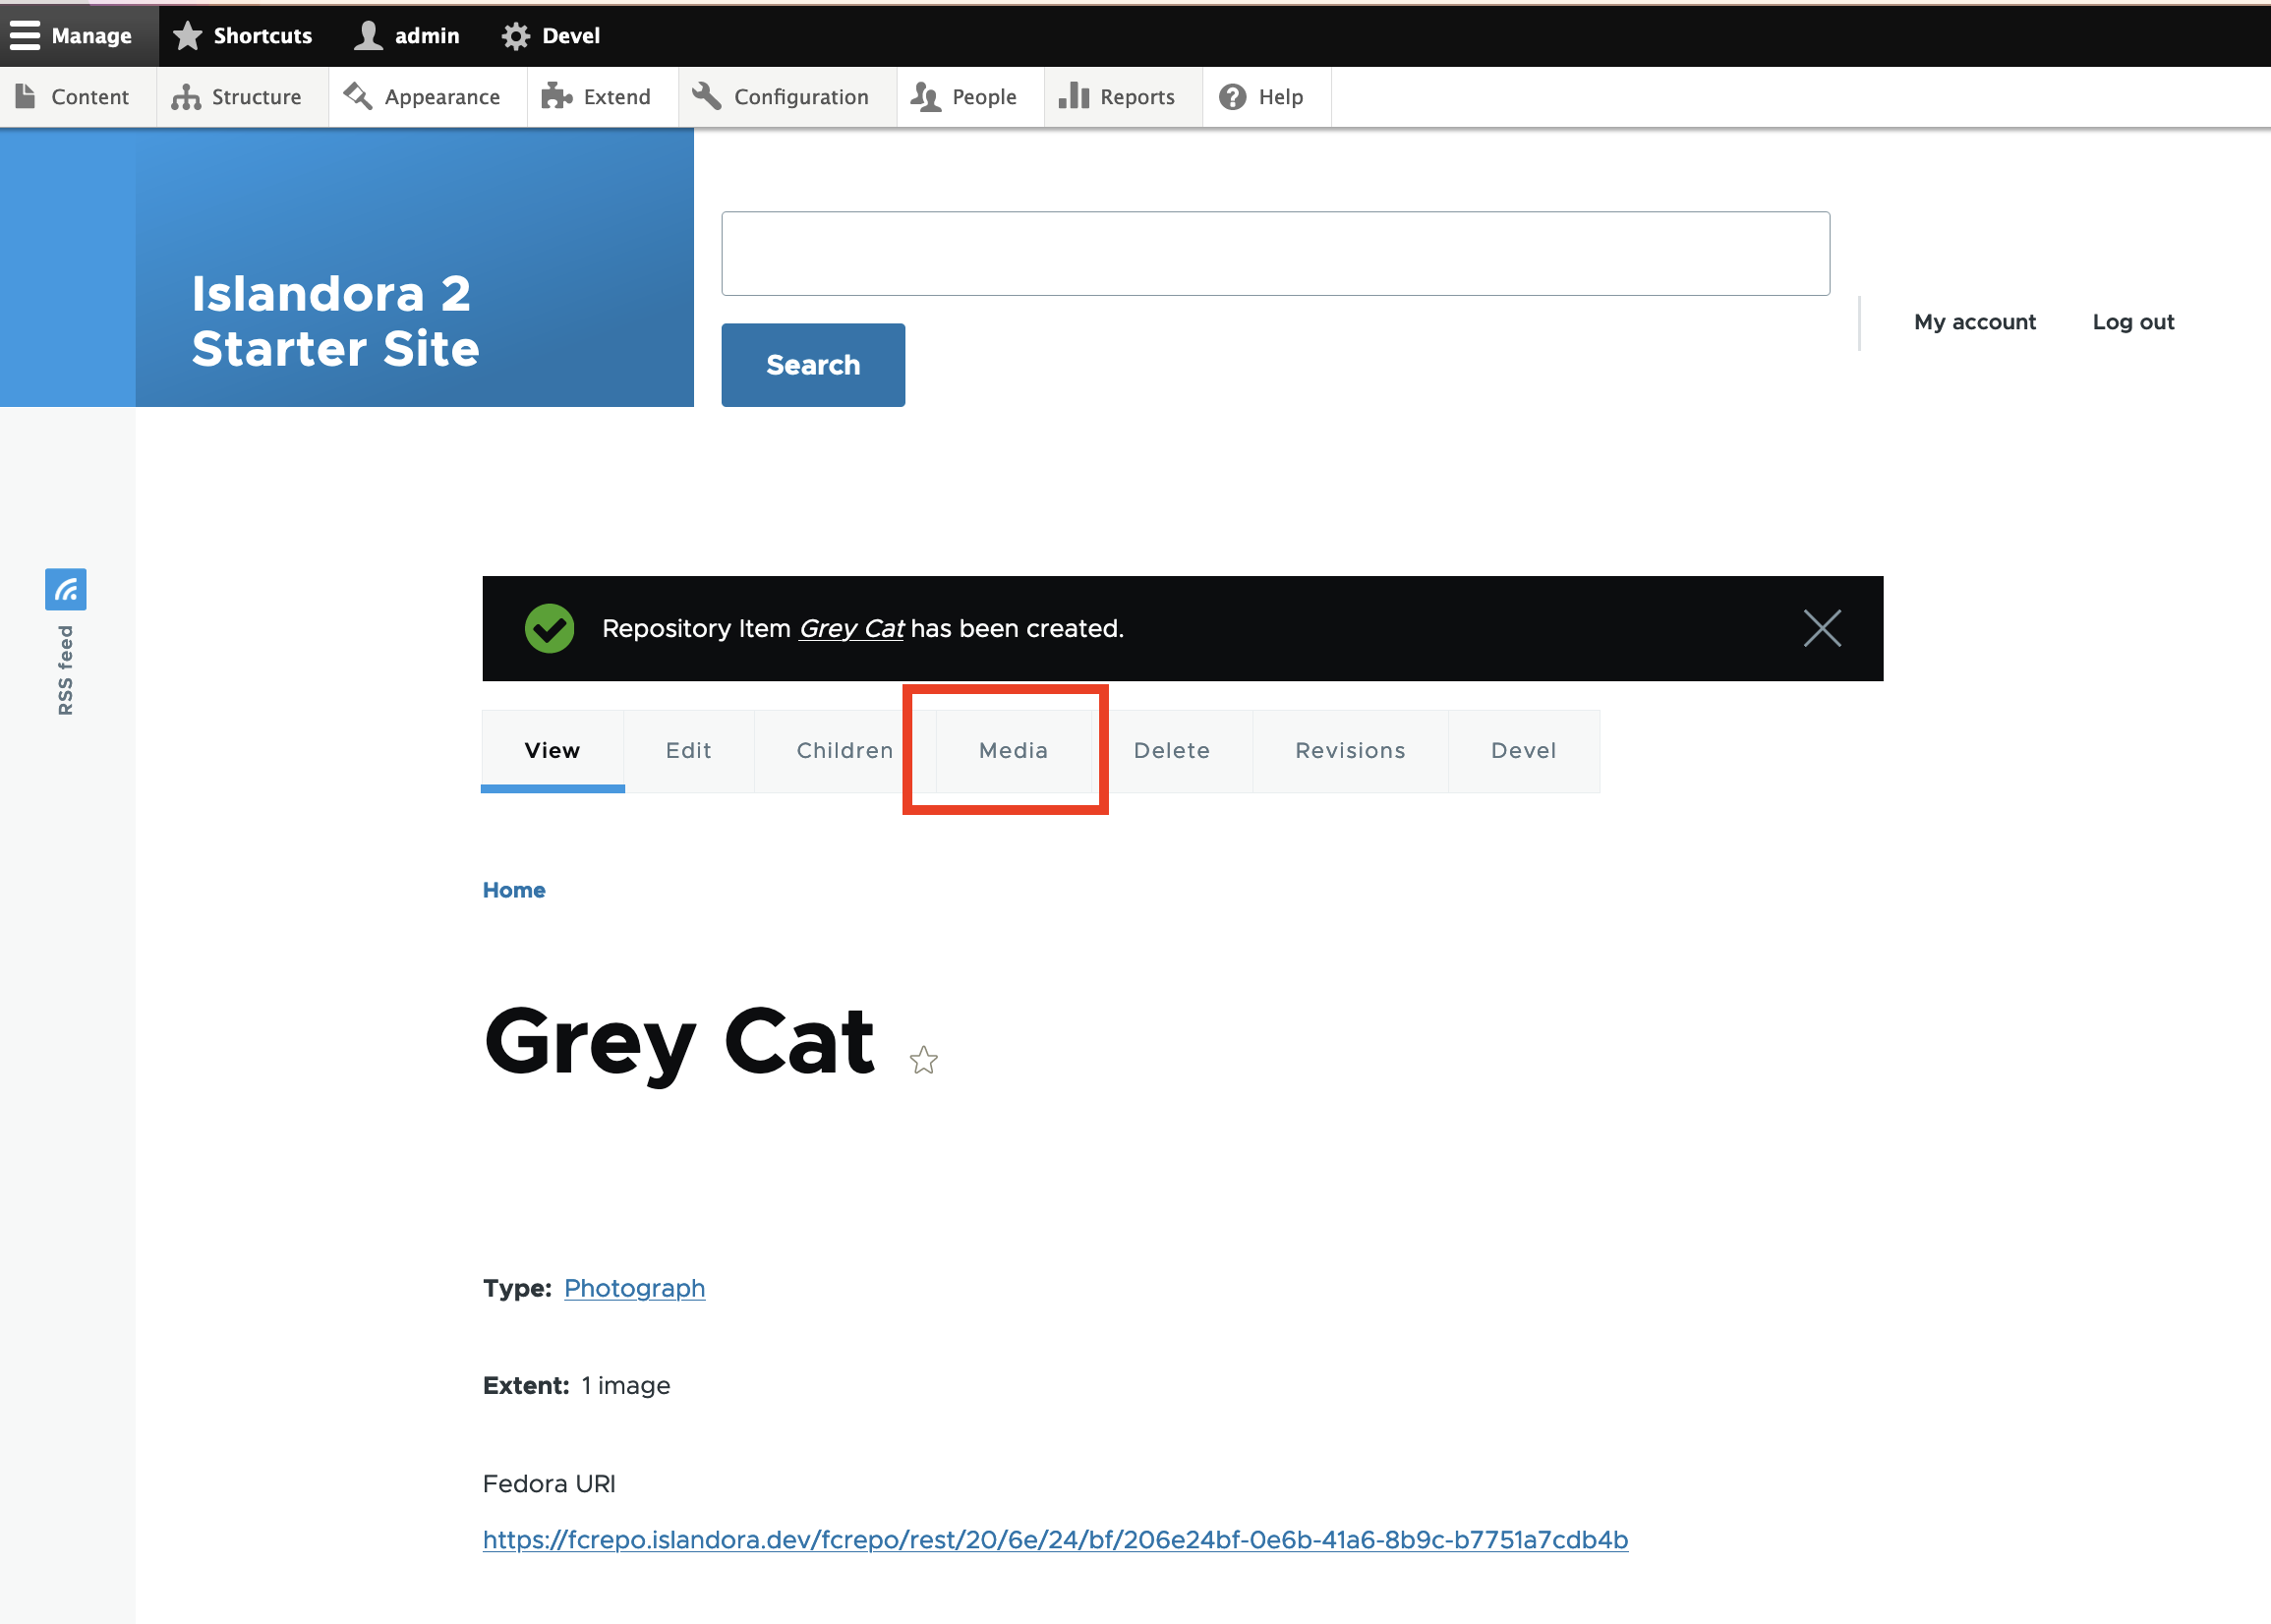 Manage Shortcuts admin Devel
Content Structure Appearance Extend Configuration People Reports Help
Islandora 2
Starter Site
Search
My account Log out
RSS feed
Repository Item Grey Cat has been created.
View Edit Children Media Delete Revisions Devel
Home
Grey Cat
Type: Photograph
Extent: 1 image
Fedora URI
https://fcrepo.islandora.dev/fcrepo/rest/20/6e/24/bf/206e24bf-0e6b-41a6-8b9c-b7751a7cdb4b